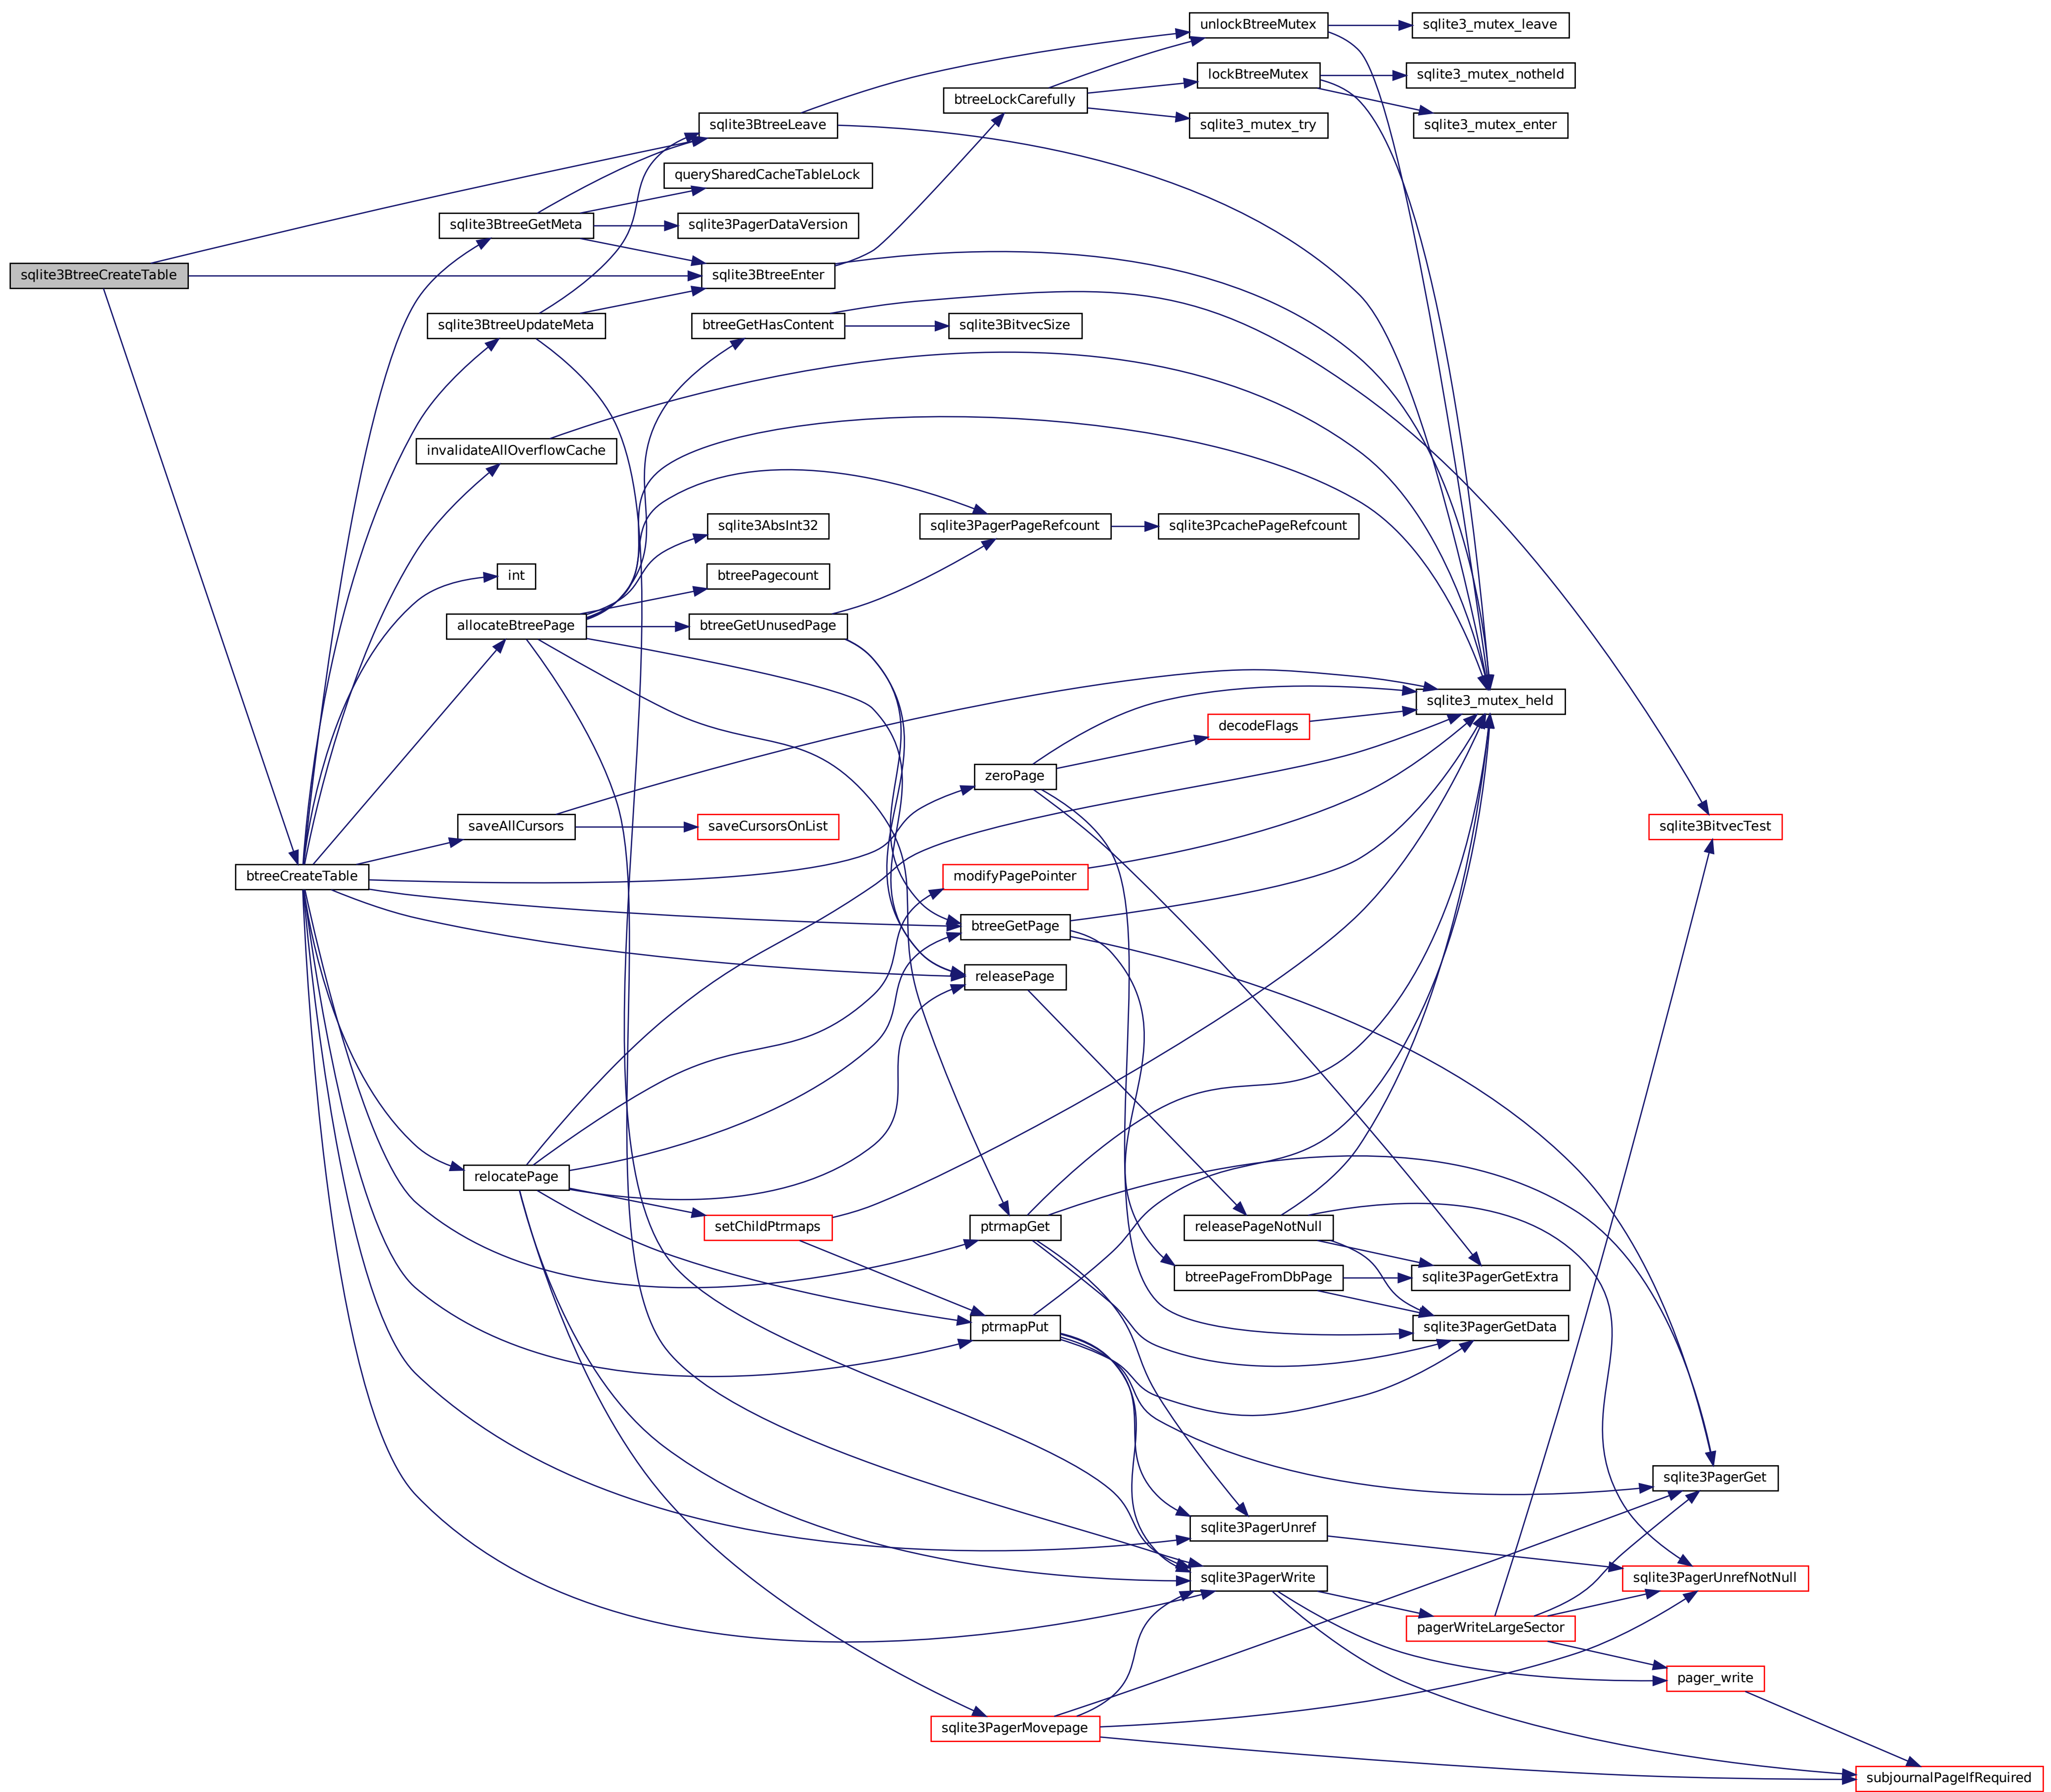 unlockBtreeMutex
sqlite3_mutex_leave
lockBtreeMutex
sqlite3_mutex_notheld
btreeLockCarefully
sqlite3BtreeLeave
sqlite3_mutex_try
sqlite3_mutex_enter
querySharedCacheTableLock
sqlite3BtreeGetMeta
sqlite3PagerDataVersion
sqlite3BtreeCreateTable
sqlite3BtreeEnter
sqlite3BtreeUpdateMeta
btreeGetHasContent
sqlite3BitvecSize
invalidateAllOverflowCache
sqlite3AbsInt32
sqlite3PagerPageRefcount
sqlite3PcachePageRefcount
int
btreePagecount
allocateBtreePage
btreeGetUnusedPage
sqlite3_mutex_held
decodeFlags
zeroPage
saveAllCursors
saveCursorsOnList
sqlite3BitvecTest
btreeCreateTable
modifyPagePointer
btreeGetPage
releasePage
relocatePage
setChildPtrmaps
ptrmapGet
releasePageNotNull
btreePageFromDbPage
sqlite3PagerGetExtra
ptrmapPut
sqlite3PagerGetData
sqlite3PagerGet
sqlite3PagerUnref
sqlite3PagerWrite
sqlite3PagerUnrefNotNull
pagerWriteLargeSector
pager_write
sqlite3PagerMovepage
subjournalPageIfRequired